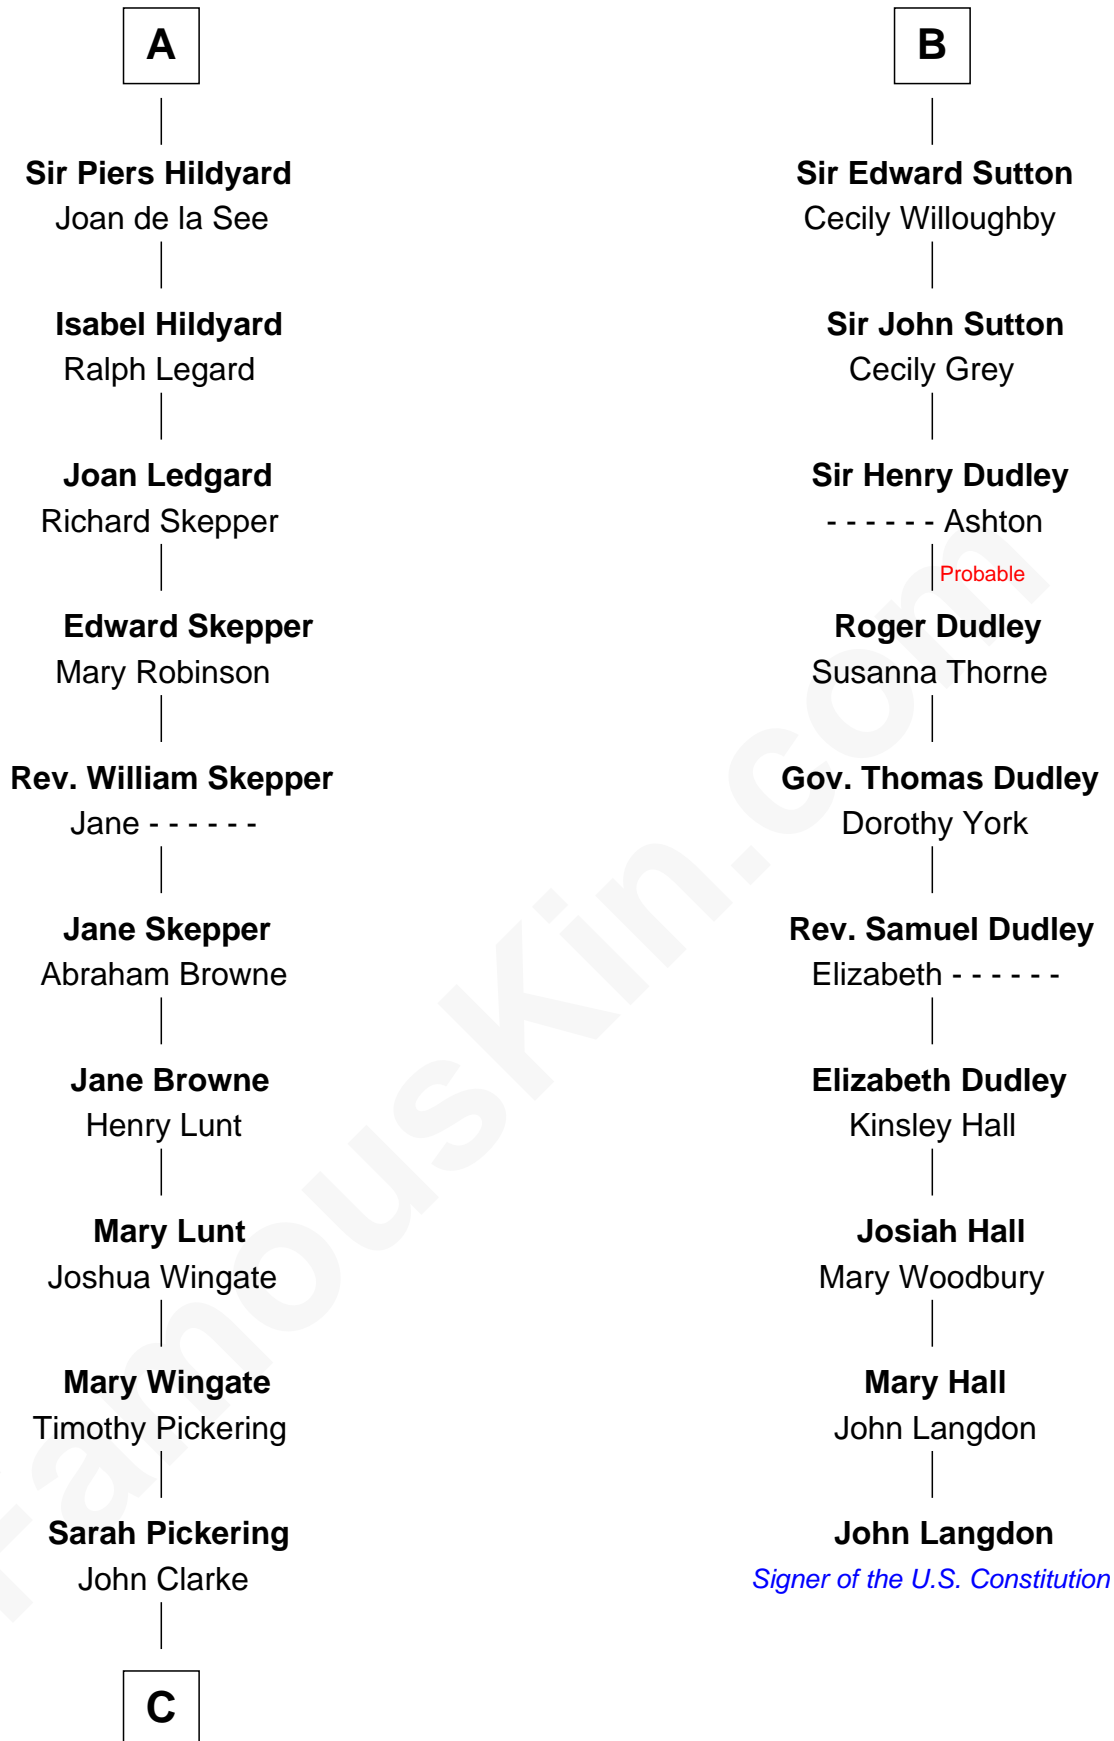 A
Sir Piers Hildyard
Joan de la See
Isabel Hildyard
Ralph Legard
Joan Ledgard
Richard Skepper
Edward Skepper
Mary Robinson
Rev. William Skepper
Jane - - - - - -
Jane Skepper
Abraham Browne
Jane Browne
Henry Lunt
Mary Lunt
Joshua Wingate
Mary Wingate
Timothy Pickering
Sarah Pickering
John Clarke
C
B
Sir Edward Sutton
Cecily Willoughby
Sir John Sutton
Cecily Grey
Sir Henry Dudley
- - - - - - Ashton
Probable
Roger Dudley
Susanna Thorne
Gov. Thomas Dudley
Dorothy York
Rev. Samuel Dudley
Elizabeth - - - - - -
Elizabeth Dudley
Kinsley Hall
Josiah Hall
Mary Woodbury
Mary Hall
John Langdon
John Langdon
Signer of the U.S. Constitution
FamousKin.com